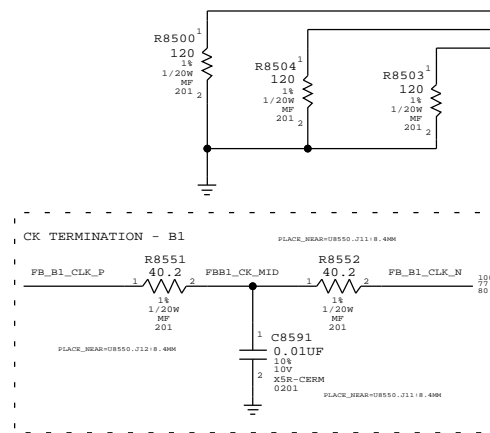 R8500
120
1%
1/20W
MF
201
1
2
R8504
120
1%
1/20W
MF
201
1
2
R8503
120
1%
1/20W
MF
201
1
2
CK TERMINATION - B1
PLACE_NEAR=U8550.J11:8.4MM
FB_B1_CLK_P
R8551
40.2
1
2
1%
1/20W
MF
201
FBB1_CK_MID
R8552
40.2
1
2
1%
1/20W
MF
201
FB_B1_CLK_N
77
80
PLACE_NEAR=U8550.J12:8.4MM
1
C8591
0.01UF
10%
10V
2
X5R-CERM
0201
PLACE_NEAR=U8550.J11:8.4MM